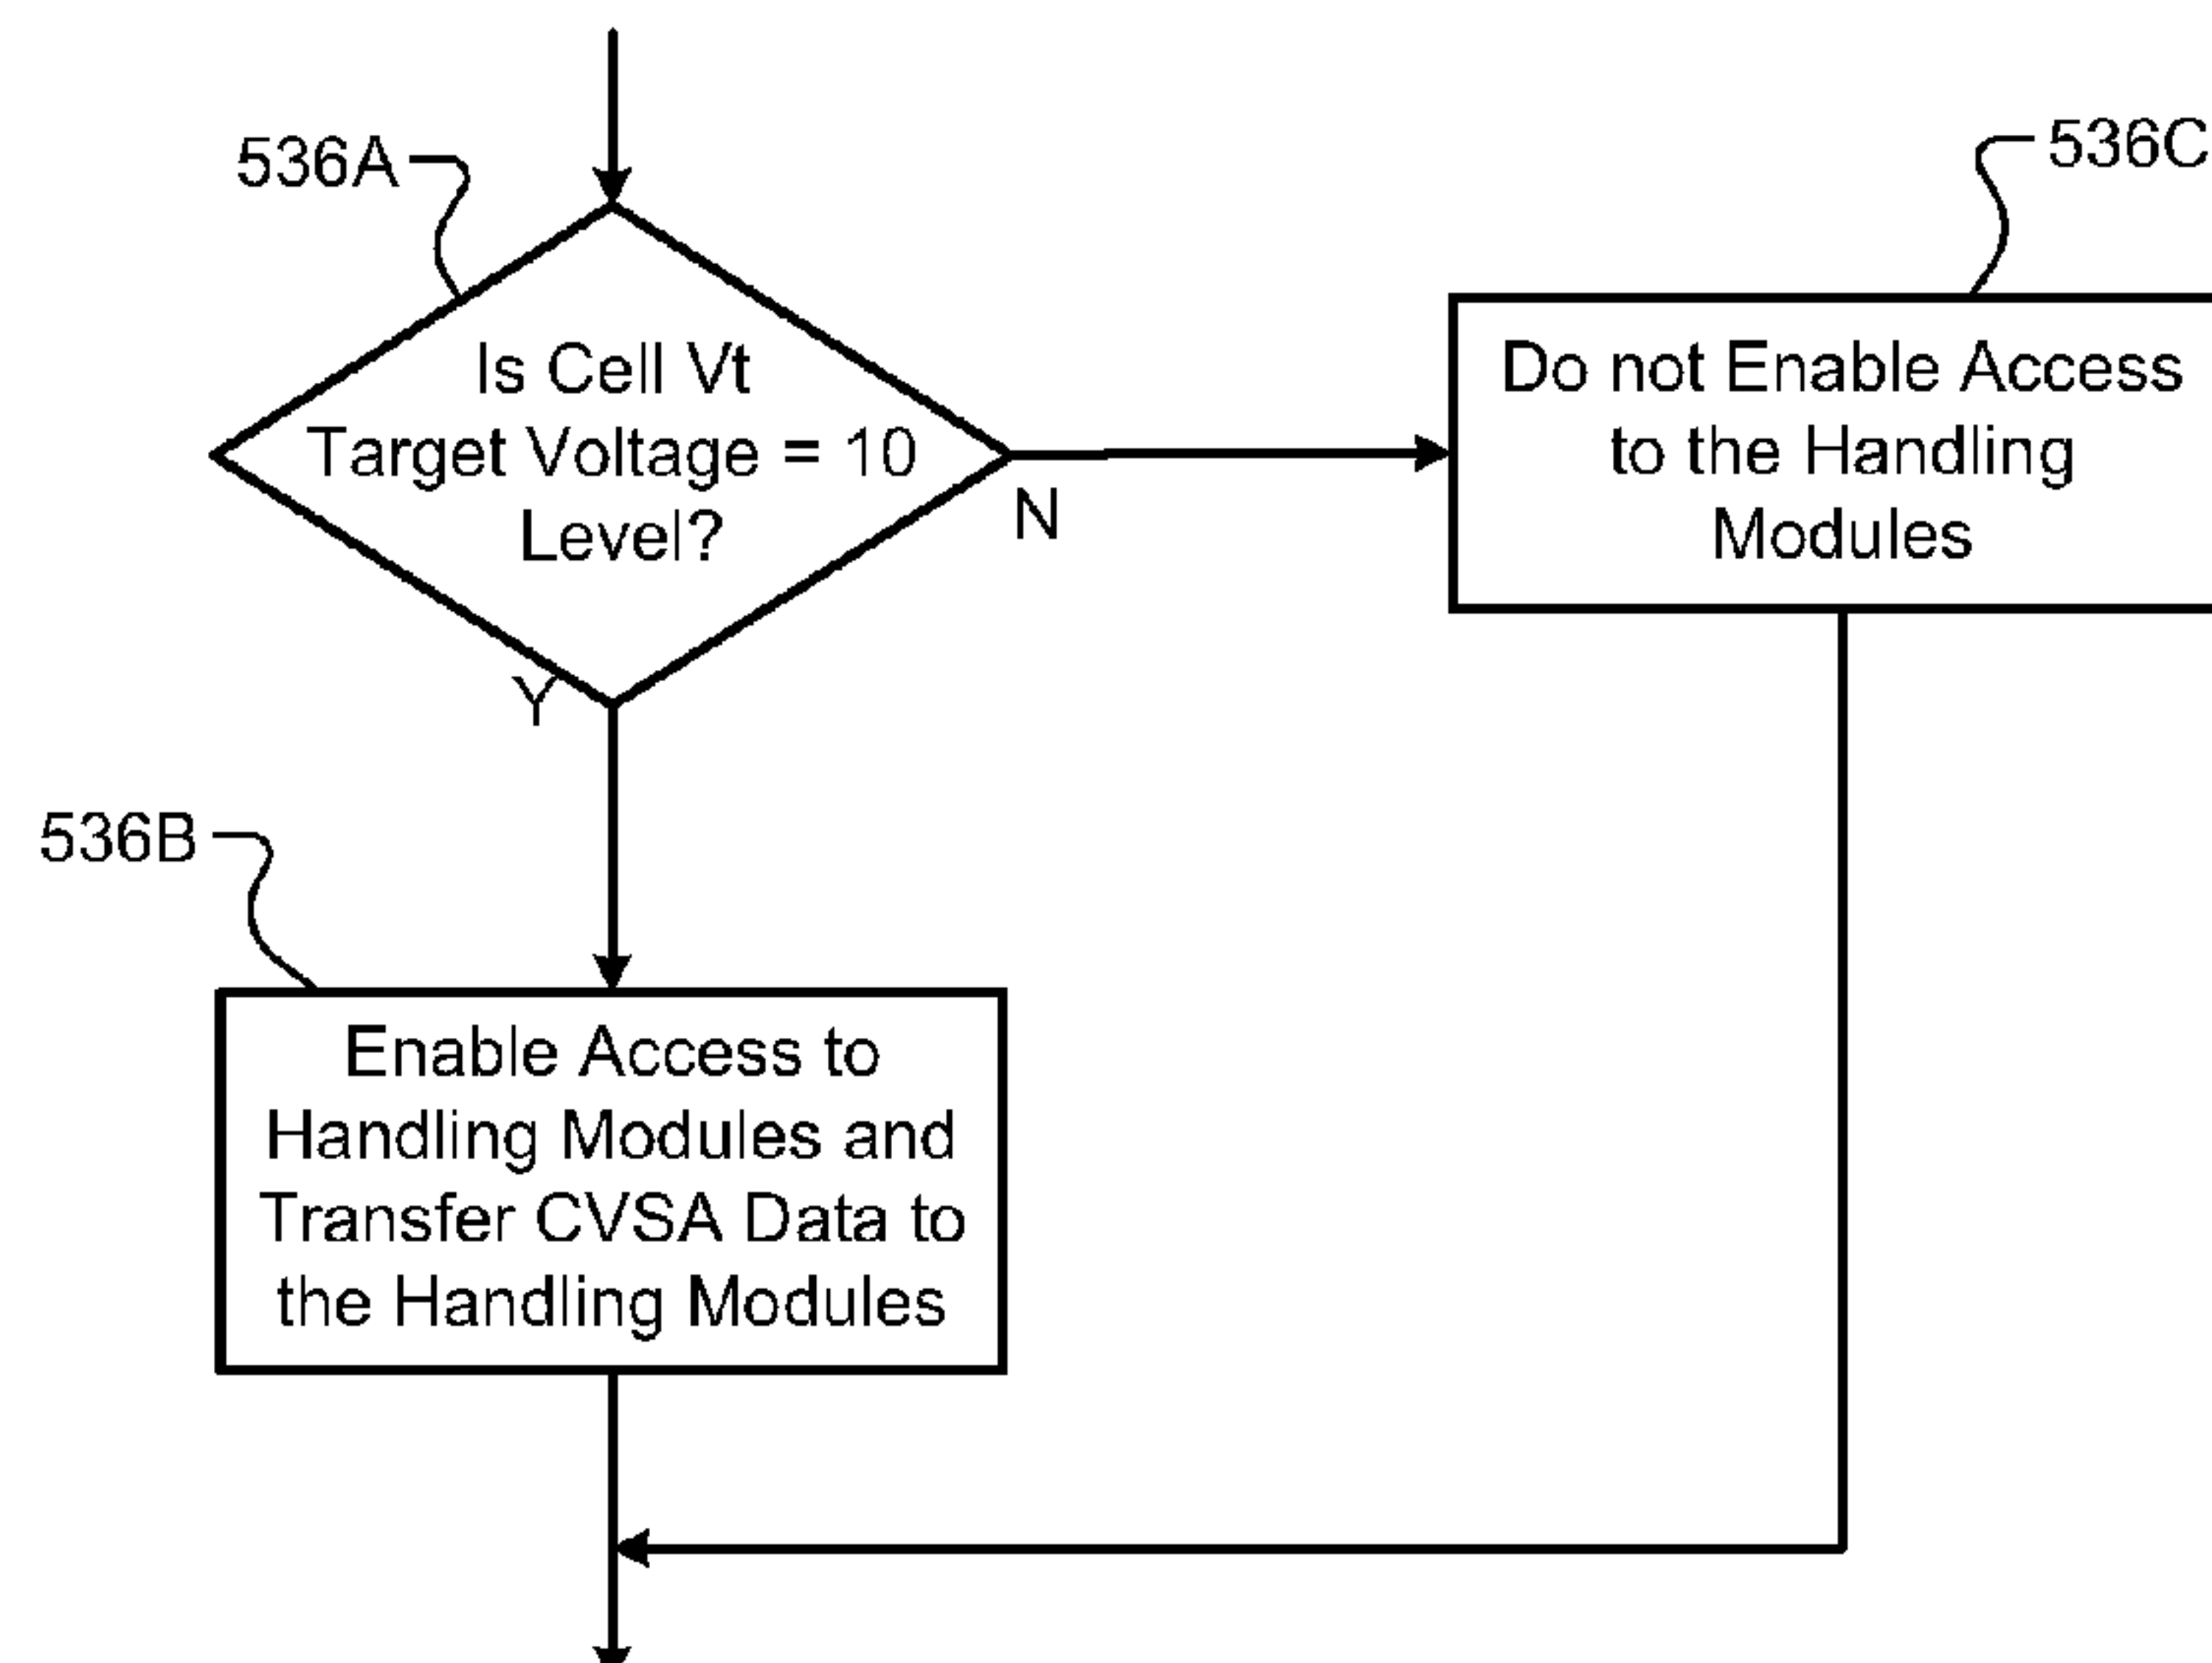 536A
536C
Is Cell Vt
Target Voltage = 10
Level?
N
Y
Do not Enable Access
to the Handling
Modules
536B
Enable Access to
Handling Modules and
Transfer CVSA Data to
the Handling Modules